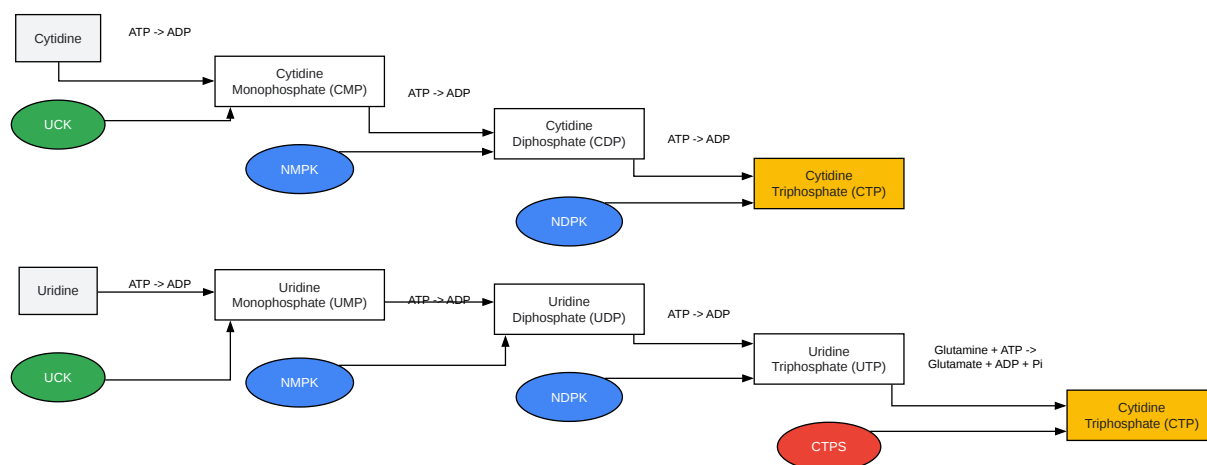 Cytidine
ATP -> ADP
Cytidine
Monophosphate (CMP)
ATP -> ADP
UCK
Cytidine
Diphosphate (CDP)
ATP -> ADP
NMPK
Cytidine
Triphosphate (CTP)
NDPK
Uridine
ATP -> ADP
Uridine
Monophosphate (UMP)
ATP -> ADP
Uridine
Diphosphate (UDP)
ATP -> ADP
UCK
NMPK
Uridine
Triphosphate (UTP)
Glutamine + ATP ->
Glutamate + ADP + Pi
NDPK
Cytidine
Triphosphate (CTP)
CTPS